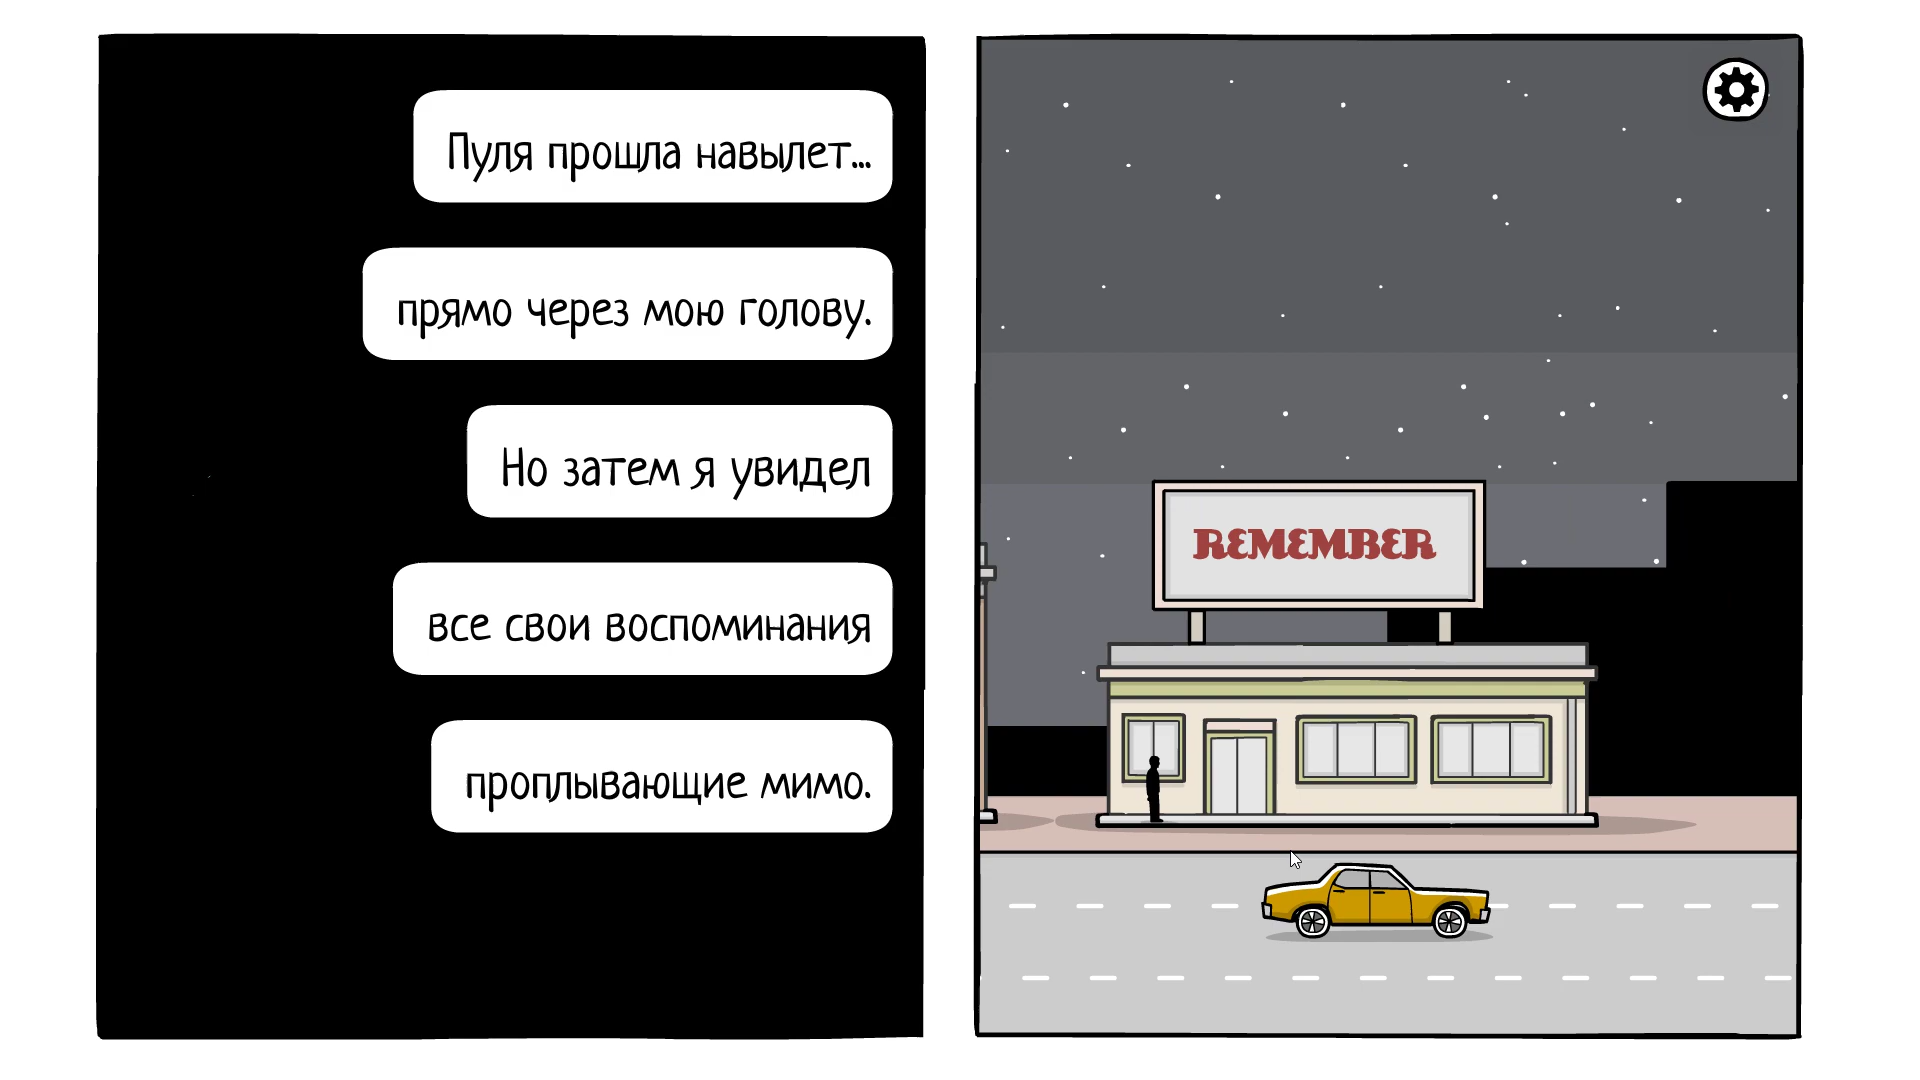 Пуля прошла навылет...
прямо через мою голову.
Но затем я увидел
все свои воспоминания
проплывающие мимо.
REMEMBER